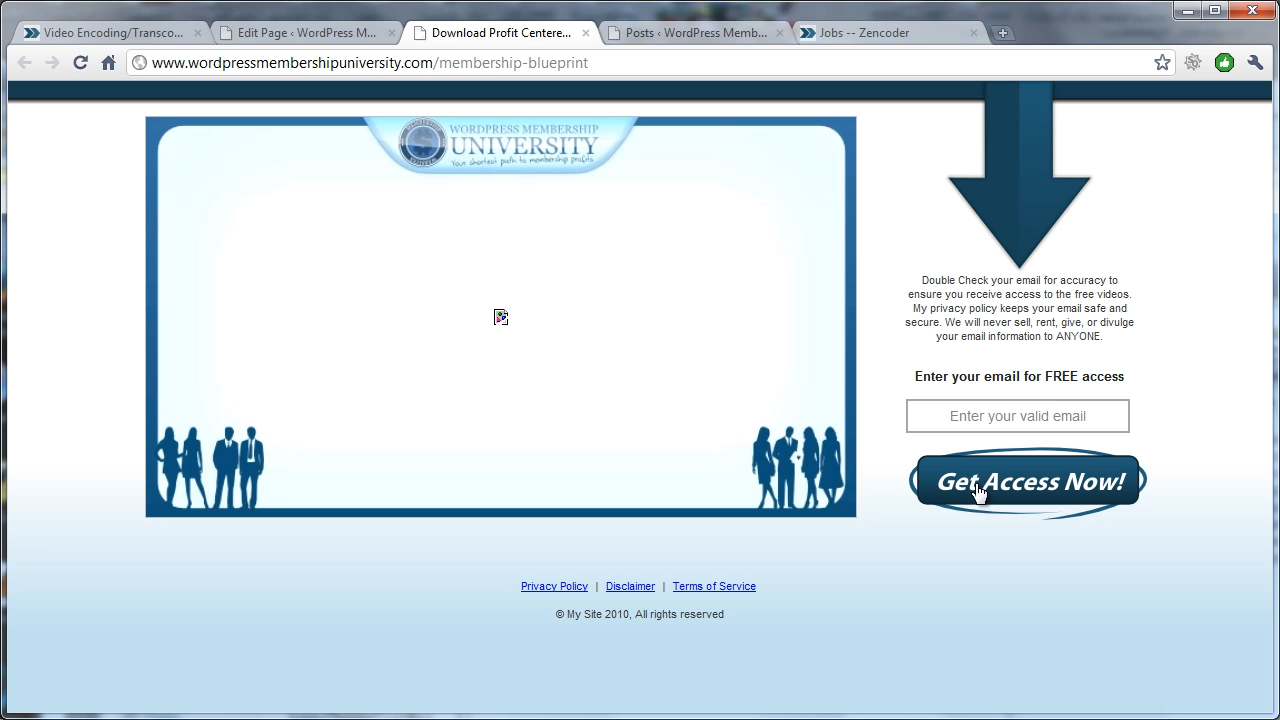 Video Encoding/Transco...
Edit Page ‹ WordPress M...
Download Profit Centere...
Posts ‹ WordPress Memb...
Jobs -- Zencoder
www.wordpressmembershipuniversity.com/membership-blueprint
WORDPRESS MEMBERSHIP
UNIVERSITY
Your shortest path to membership profits
Double Check your email for accuracy to
ensure you receive access to the free videos.
My privacy policy keeps your email safe and
secure. We will never sell, rent, give, or divulge
your email information to ANYONE.
Enter your email for FREE access
Enter your valid email
Get Access Now!
Privacy Policy | Disclaimer | Terms of Service
© My Site 2010, All rights reserved